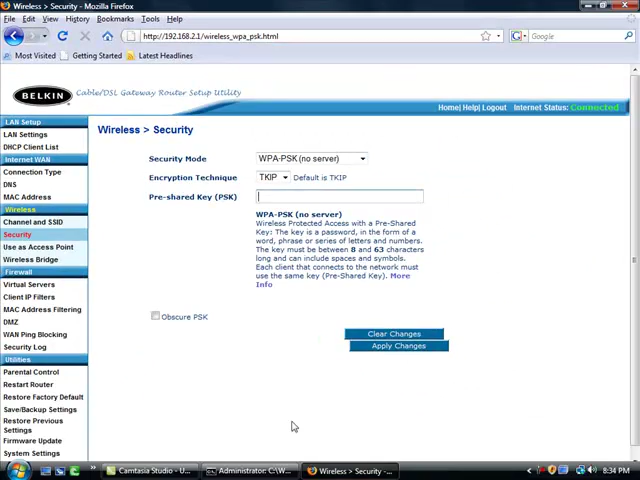 Wireless > Security - Mozilla Firefox
File Edit View History Bookmarks Tools Help
http://192.168.2.1/wireless_wpa_psk.html
Google
Most Visited Getting Started Latest Headlines
BELKIN Cable/DSL Gateway Router Setup Utility
Home| Help| Logout Internet Status: Connected
LAN Setup
LAN Settings
DHCP Client List
Internet WAN
Connection Type
DNS
MAC Address
Wireless
Channel and SSID
Security
Use as Access Point
Wireless Bridge
Firewall
Virtual Servers
Client IP Filters
MAC Address Filtering
DMZ
WAN Ping Blocking
Security Log
Utilities
Parental Control
Restart Router
Restore Factory Default
Save/Backup Settings
Restore Previous
Settings
Firmware Update
System Settings
Wireless > Security
Security Mode WPA-PSK (no server)
Encryption Technique TKIP Default is TKIP
Pre-shared Key (PSK)
WPA-PSK (no server)
Wireless Protected Access with a Pre-Shared
Key: The key is a password, in the form of a
word, phrase or series of letters and numbers.
The key must be between 8 and 63 characters
long and can include spaces and symbols.
Each client that connects to the network must
use the same key (Pre-Shared Key). More
Info
Obscure PSK
Clear Changes
Apply Changes
Camtasia Studio - U... Administrator: C:\W... Wireless > Security -... 8:34 PM